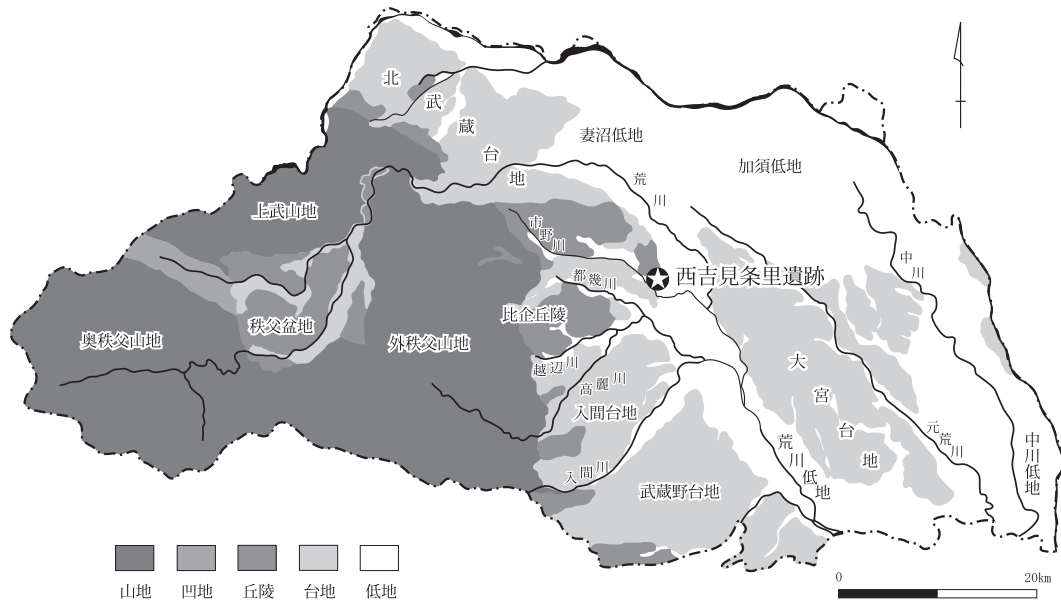 北武蔵台地
妻沼低地
加須低地
荒川
上武山地
市野川
中川
西吉見条里遺跡
都幾川
比企丘陵
秩父盆地
奥秩父山地
外秩父山地
越辺川
高麗川
入間台地
大宮台地
元荒川
荒川低地
中川低地
入間川
武蔵野台地
山地
凹地
丘陵
台地
低地
0
20km